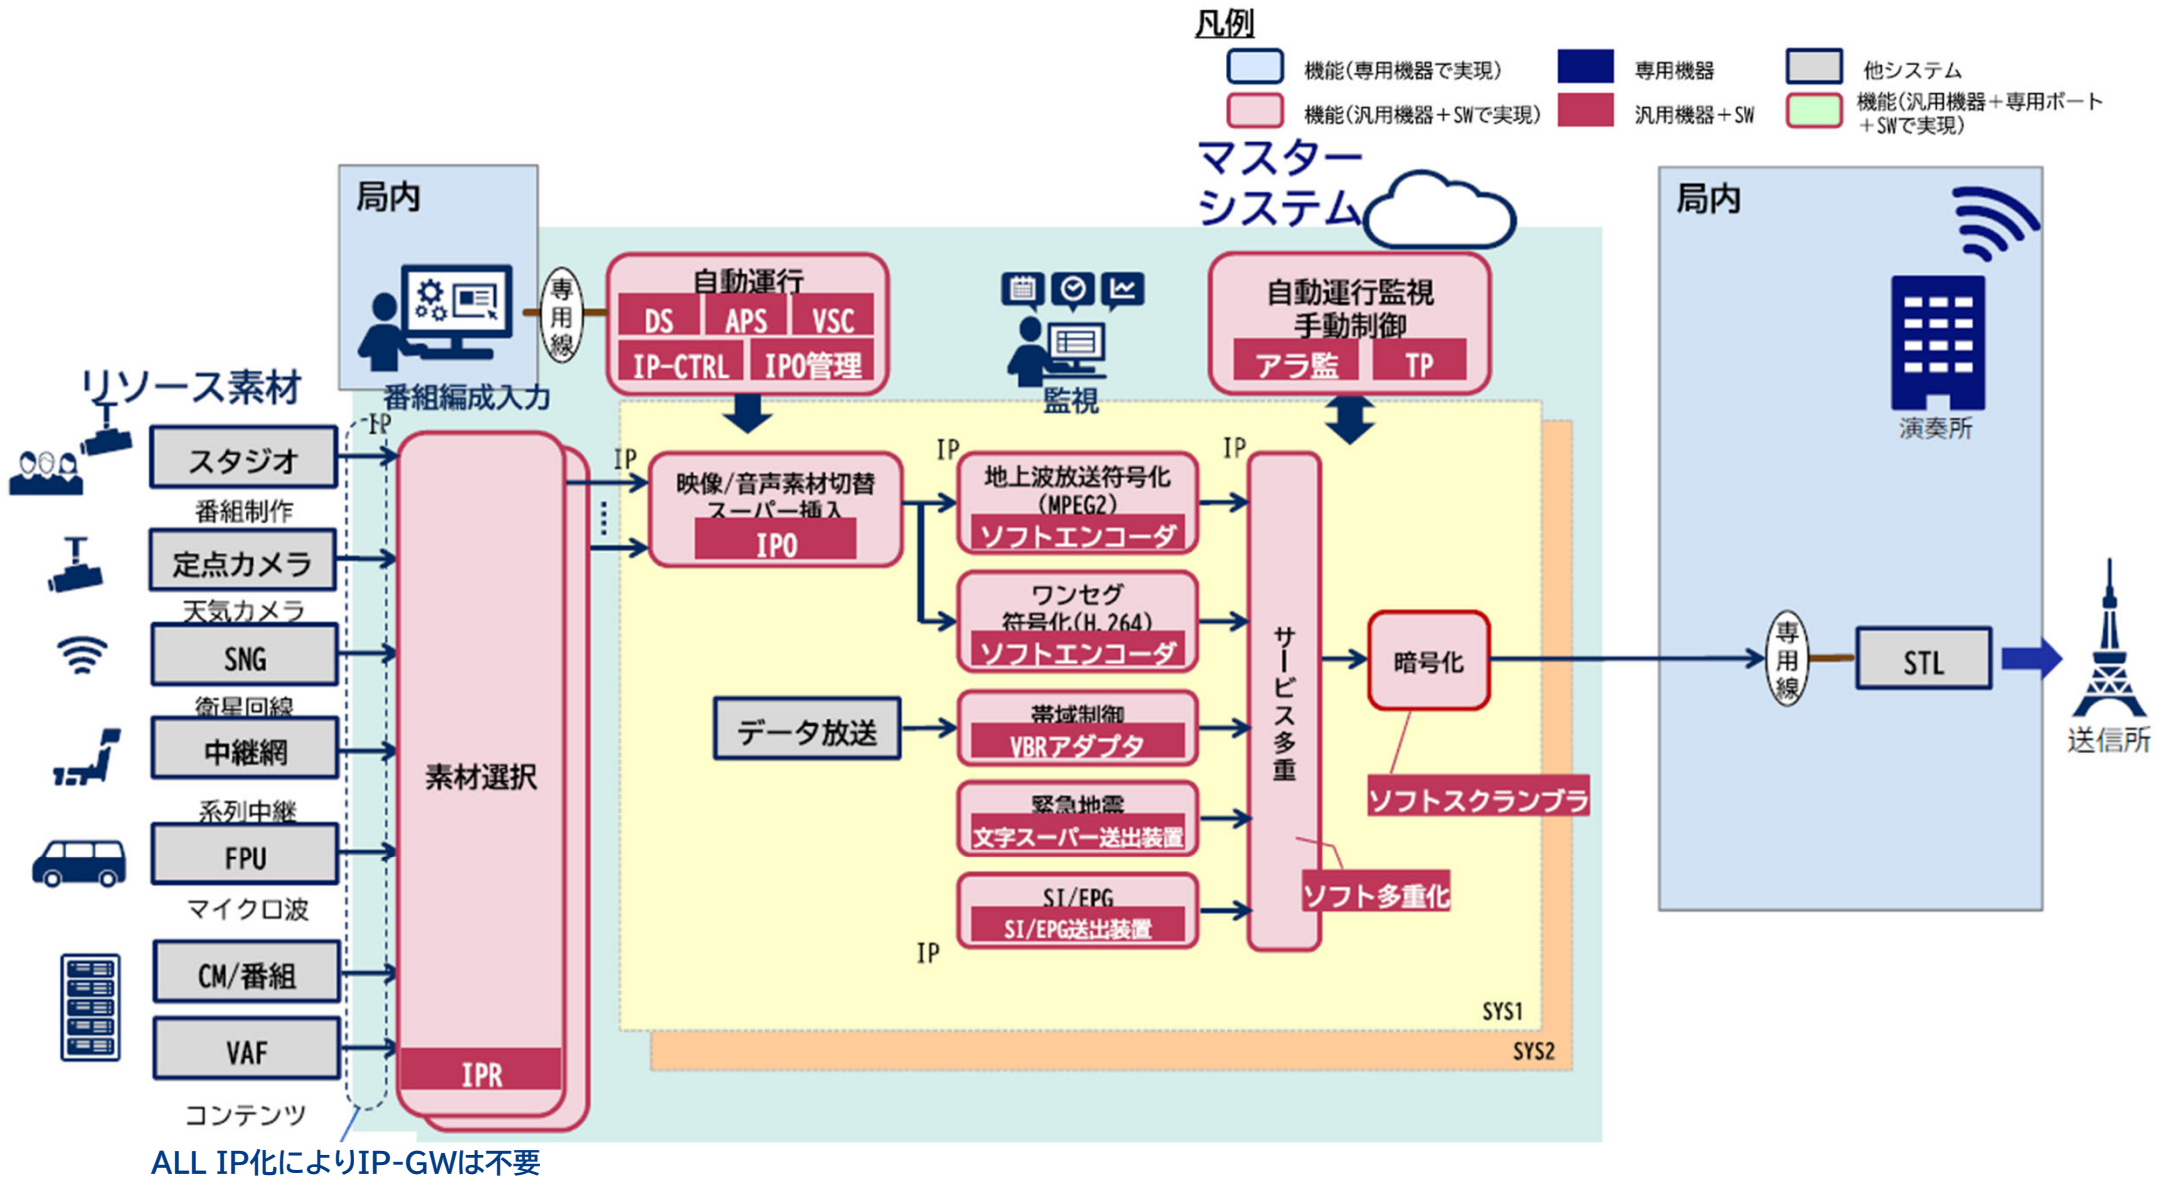 凡例
機能(専用機器で実現)
専用機器
他システム
機能(汎用機器+SWで実現)
汎用機器+SW
機能(汎用機器+専用ボート
+SWで実現)
マスター
システム
局内
局内
自動運行
DS
APS
VSC
IP-CTRL
IPO管理
専用線
自動運行監視
手動制御
アラ監
TP
番組編成入力
監視
演奏所
リソース素材
IP
スタジオ
番組制作
定点カメラ
天気カメラ
SNG
衛星回線
中継網
系列中継
FPU
マイクロ波
CM/番組
VAF
コンテンツ
ALL IP化によりIP-GWは不要
素材選択
IPR
IP
映像/音声素材切替
スーパー挿入
IPO
IP
地上波放送符号化
(MPEG2)
ソフトエンコーダ
ワンセグ
符号化(H.264)
ソフトエンコーダ
データ放送
帯域制御
VBRアダプタ
緊急地震
文字スーパー送出装置
SI/EPG
SI/EPG送出装置
IP
IP
サービス多重
ソフト多重化
暗号化
ソフトスクランブラ
SYS1
SYS2
専用線
STL
送信所